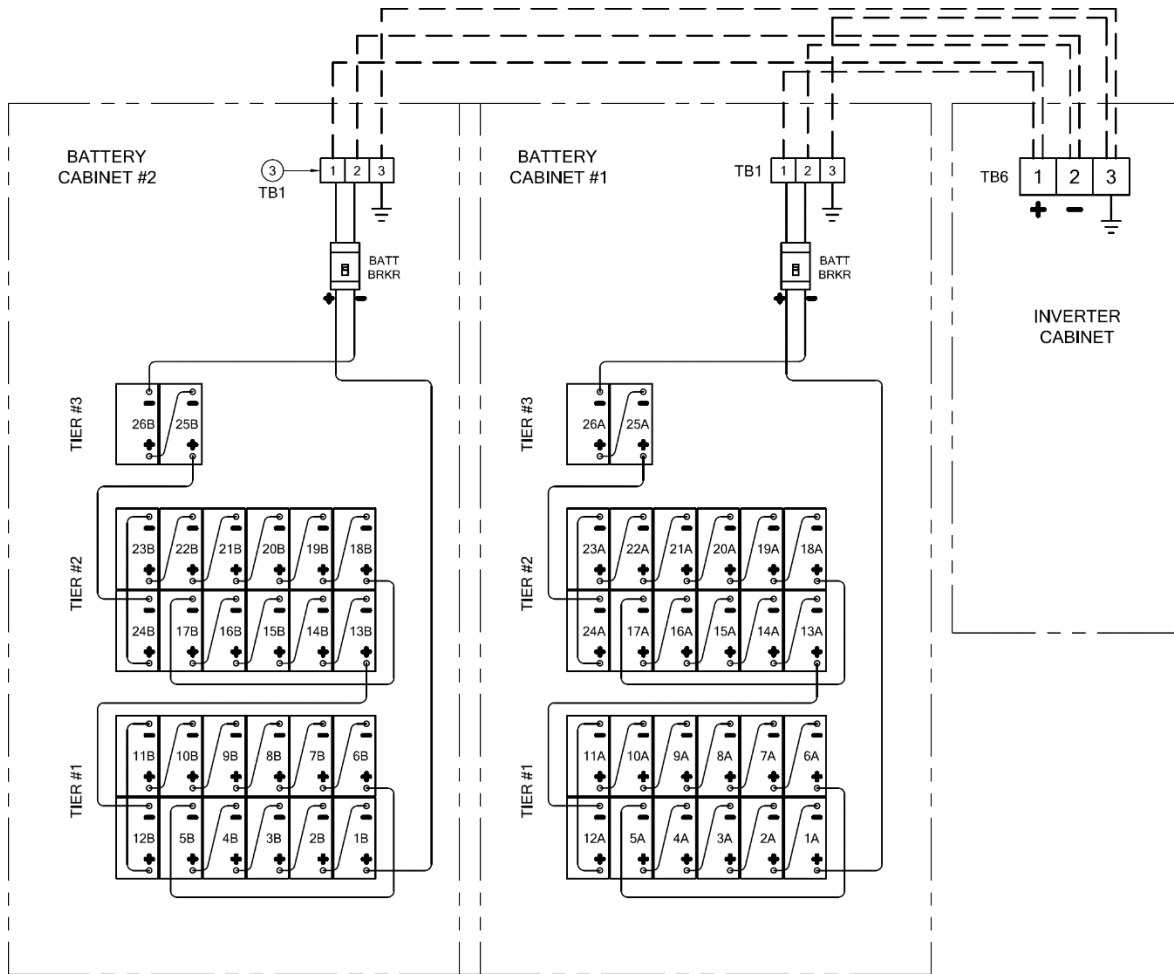 BATTERY
CABINET #2
3
TB1
1 2 3
BATT
BRKR
+ −
TIER #3
− −
26B 25B
+ +
TIER #2
− − − − − −
23B 22B 21B 20B 19B 18B
+ + + + + +
− − − − − −
24B 17B 16B 15B 14B 13B
+ + + + + +
TIER #1
− − − − − −
11B 10B 9B 8B 7B 6B
+ + + + + +
− − − − − −
12B 5B 4B 3B 2B 1B
+ + + + + +
BATTERY
CABINET #1
TB1
1 2 3
BATT
BRKR
+ −
TIER #3
− −
26A 25A
+ +
TIER #2
− − − − − −
23A 22A 21A 20A 19A 18A
+ + + + + +
− − − − − −
24A 17A 16A 15A 14A 13A
+ + + + + +
TIER #1
− − − − − −
11A 10A 9A 8A 7A 6A
+ + + + + +
− − − − − −
12A 5A 4A 3A 2A 1A
+ + + + + +
TB6
1 2 3
+ −
INVERTER
CABINET